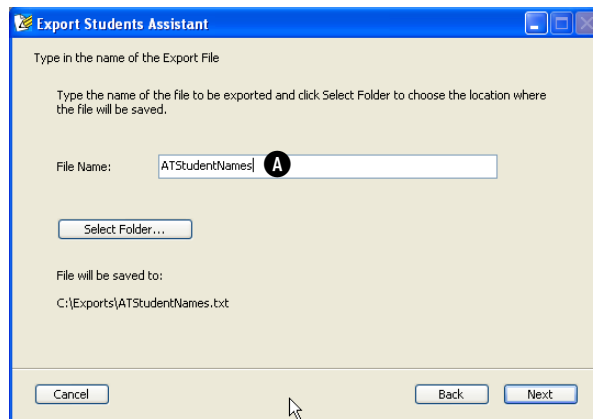 Export Students Assistant
Type in the name of the Export File
Type the name of the file to be exported and click Select Folder to choose the location where
the file will be saved.
File Name: ATStudentNames A
Select Folder...
File will be saved to:
C:\Exports\ATStudentNames.txt
Cancel Back Next